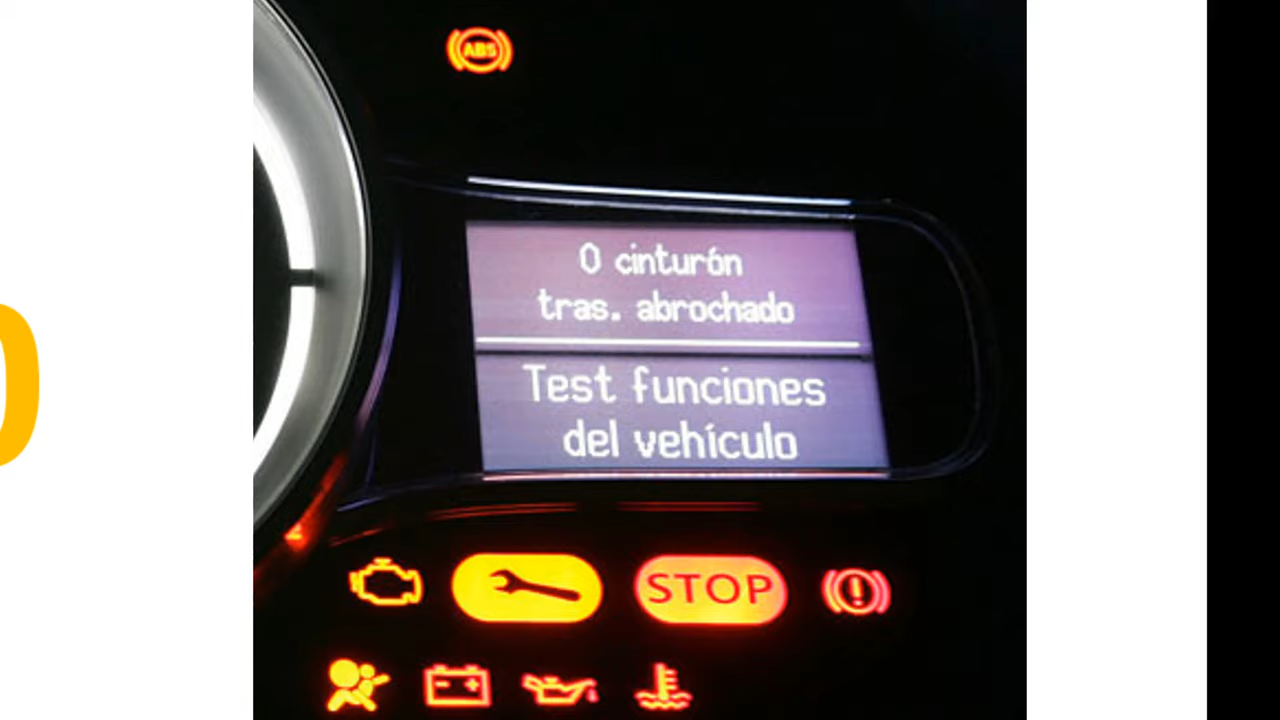 ABS
0 cinturón
tras. abrochado
Test funciones
del vehículo
STOP